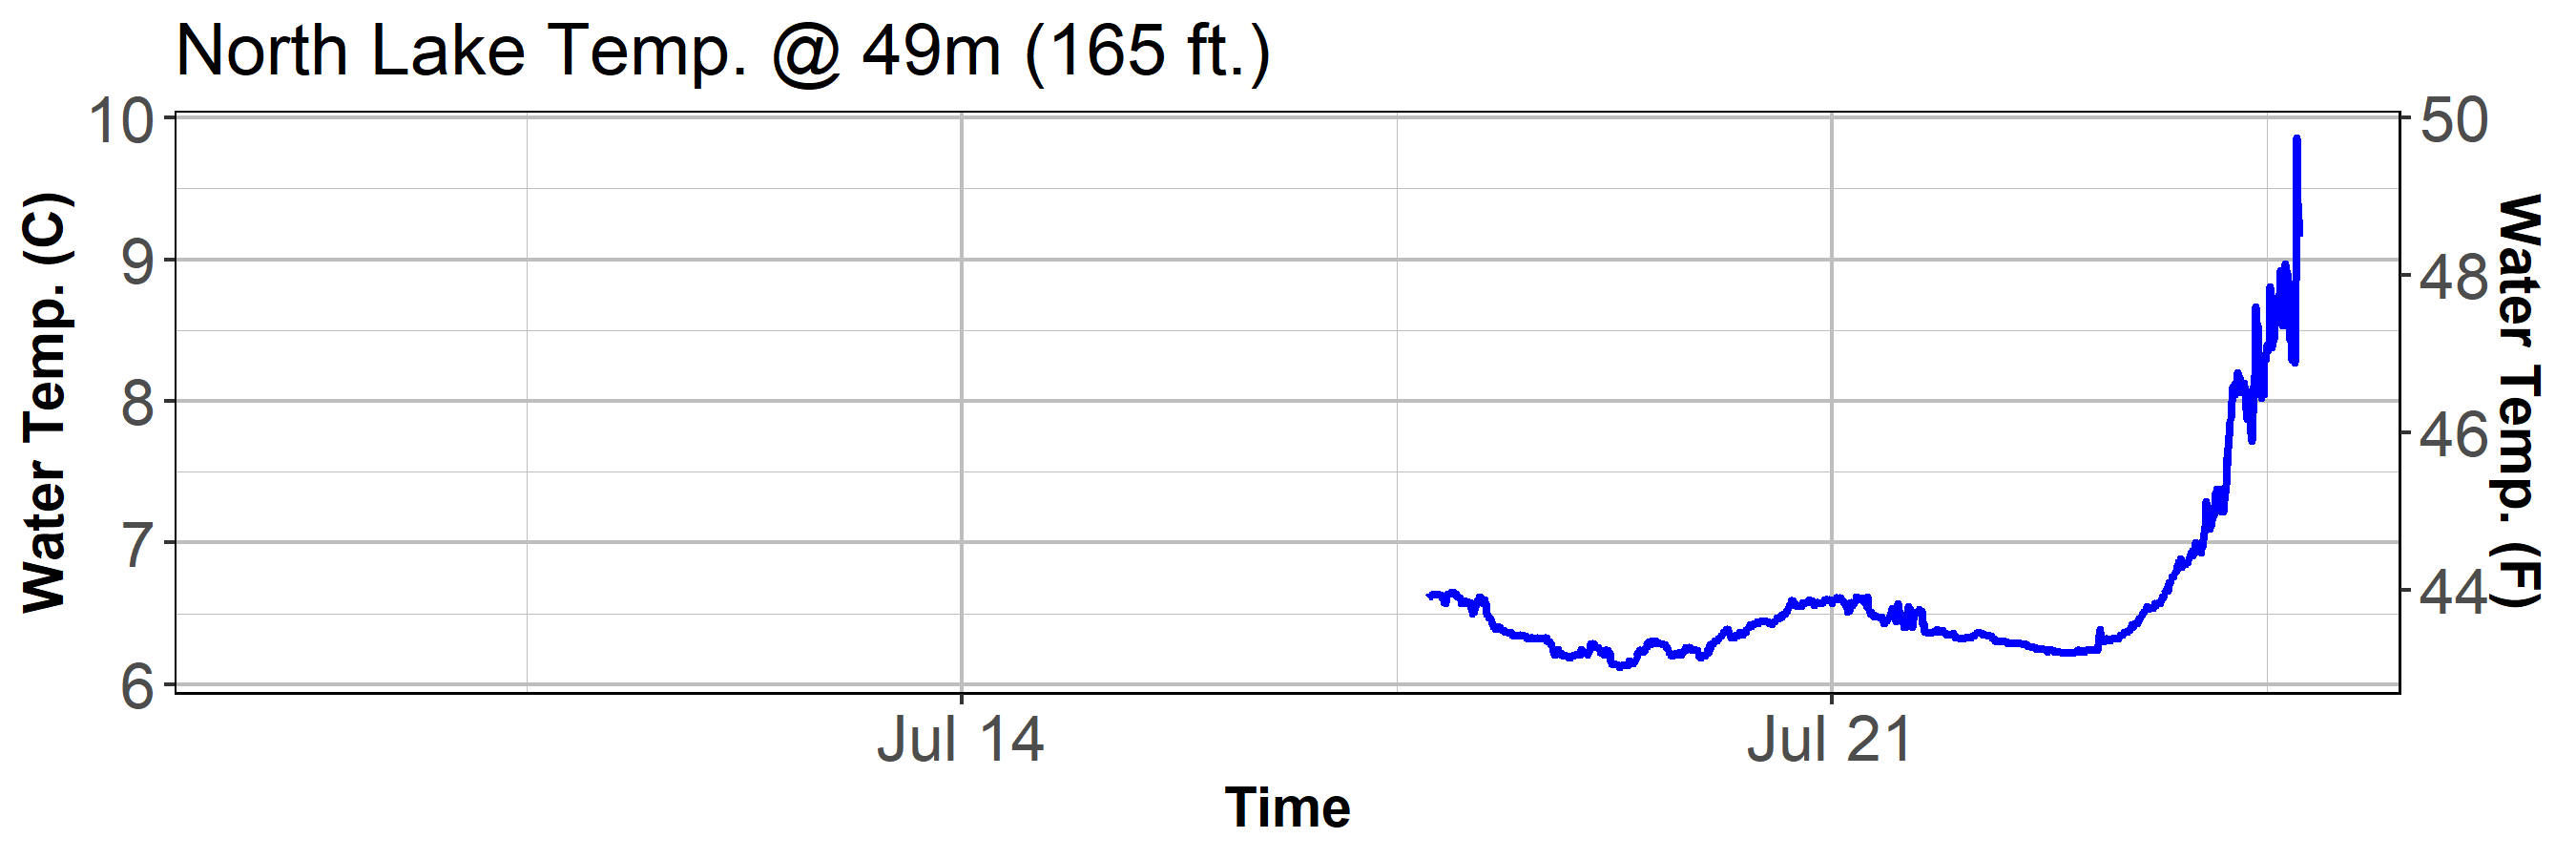 North Lake Temp. @ 49m (165 ft.)
10
9
8
7
6
Water Temp. (C)
50
48
46
44
Water Temp. (F)
Jul 14
Jul 21
Time